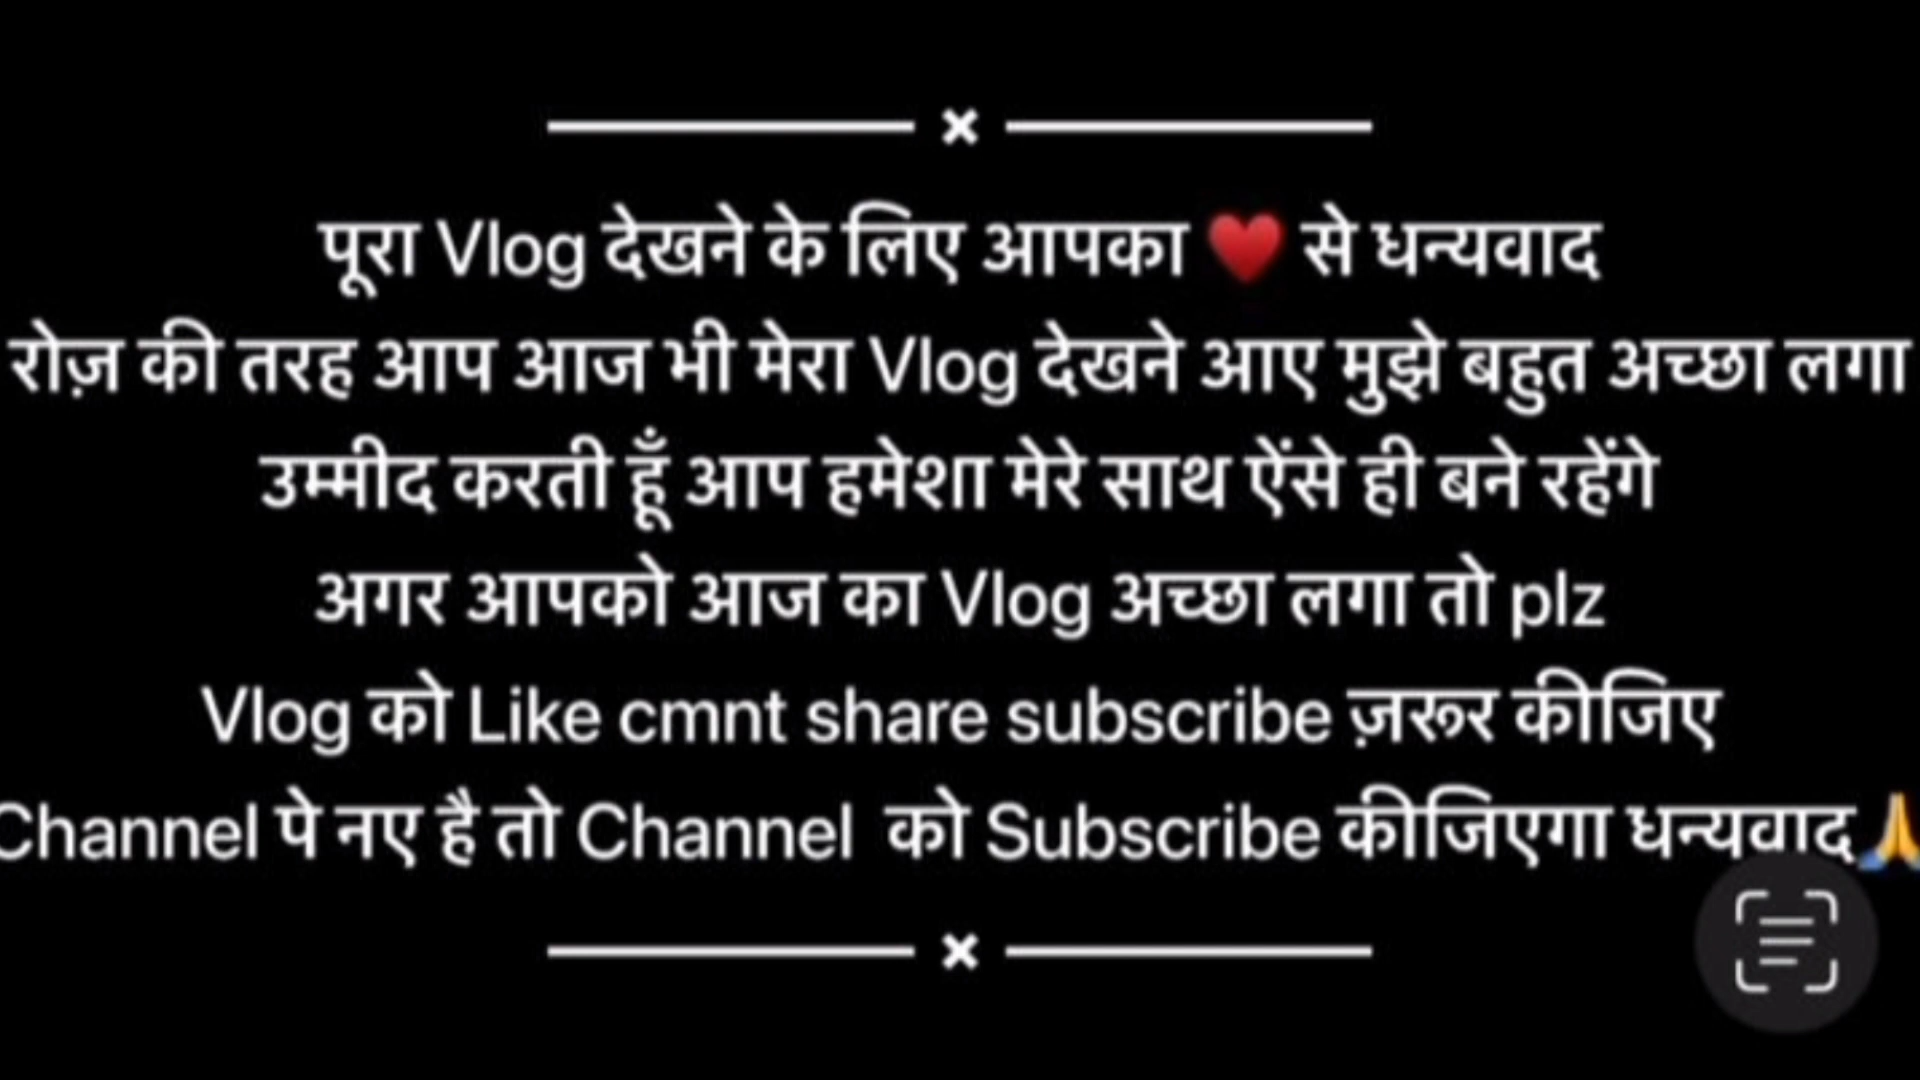 पूरा Vlog देखने के लिए आपका ♥️ से धन्यवाद
रोज़ की तरह आप आज भी मेरा Vlog देखने आए मुझे बहुत अच्छा लगा
उम्मीद करती हूँ आप हमेशा मेरे साथ ऐंसे ही बने रहेंगे
अगर आपको आज का Vlog अच्छा लगा तो plz
Vlog को Like cmnt share subscribe ज़रूर कीजिए
Channel पे नए है तो Channel को Subscribe कीजिएगा धन्यवाद🙏